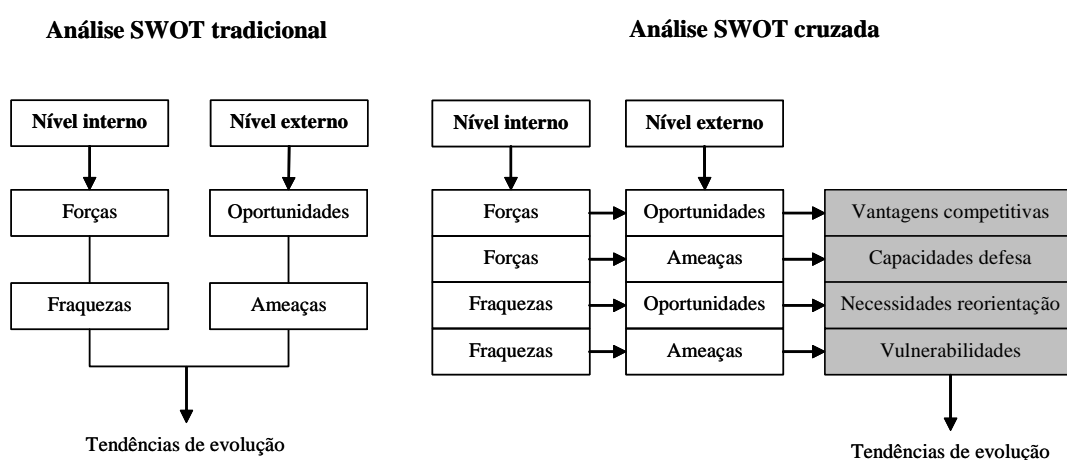 Análise SWOT tradicional
Nível interno
Nível externo
Forças
Oportunidades
Fraquezas
Ameaças
Tendências de evolução
Análise SWOT cruzada
Nível interno
Nível externo
Forças
Oportunidades
Vantagens competitivas
Forças
Ameaças
Capacidades defesa
Fraquezas
Oportunidades
Necessidades reorientação
Fraquezas
Ameaças
Vulnerabilidades
Tendências de evolução